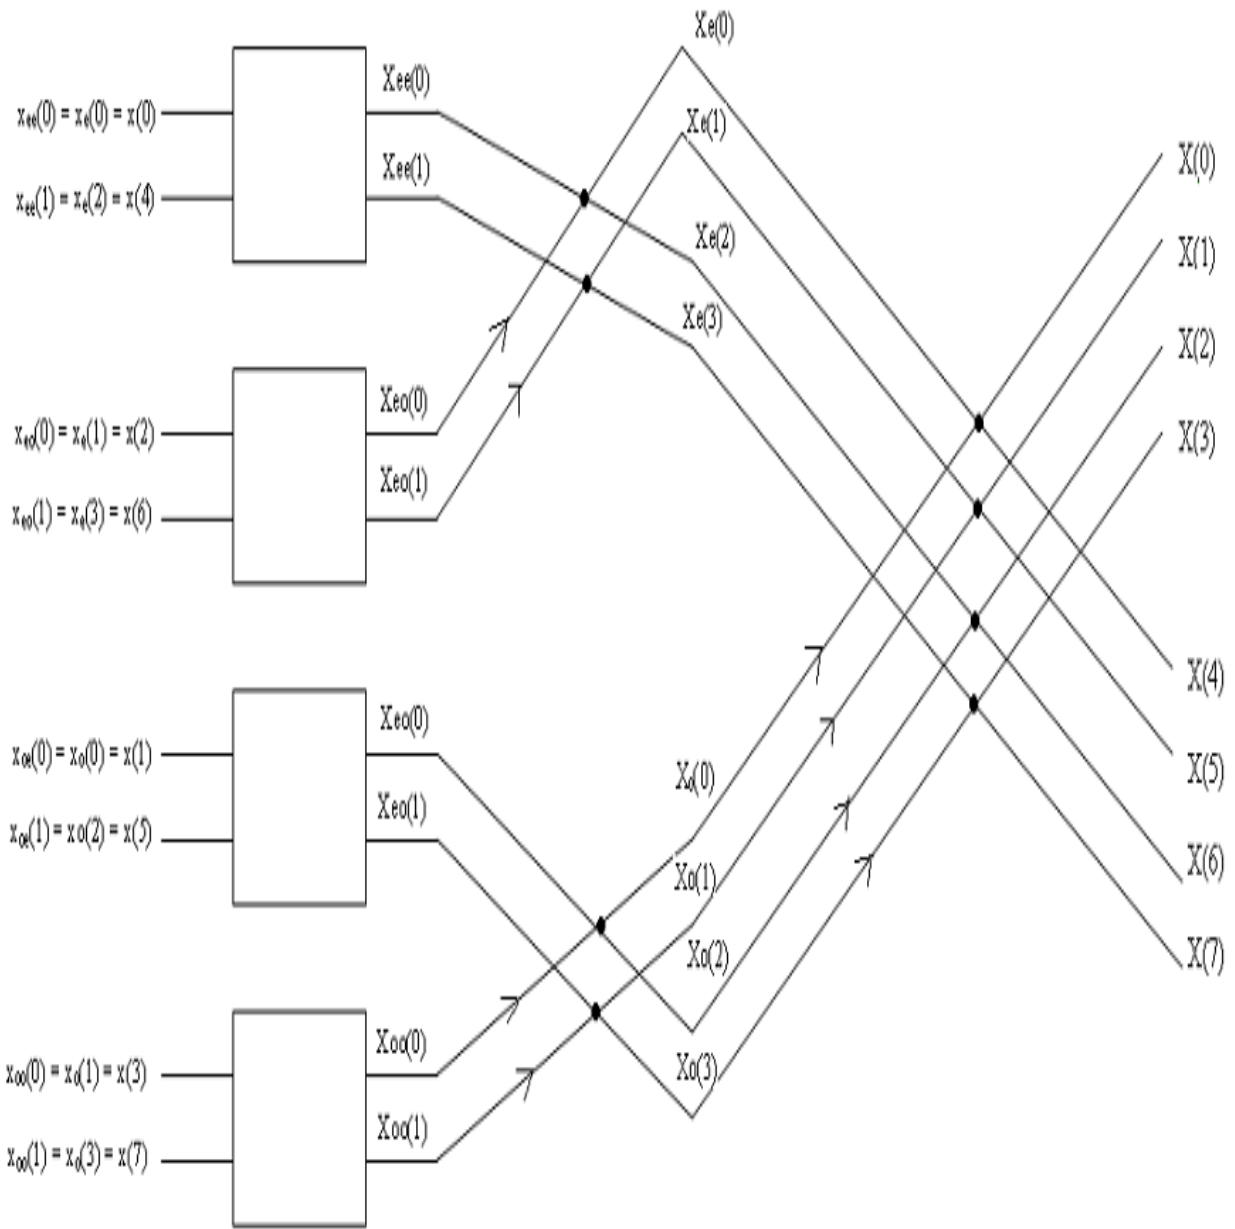 Xe(0)
Xee(0)
xee(0) = xe(0) = x(0)
Xe(1)
X(0)
Xee(1)
xee(1) = xe(2) = x(4)
Xe(2)
X(1)
Xe(3)
X(2)
Xeo(0)
xeo(0) = xe(1) = x(2)
X(3)
Xeo(1)
xeo(1) = xe(3) = x(6)
X(4)
Xeo(0)
xoe(0) = xo(0) = x(1)
Xo(0)
X(5)
Xeo(1)
xoe(1) = xo(2) = x(5)
X(6)
Xo(1)
Xo(2)
X(7)
Xoo(0)
Xo(3)
xoo(0) = xo(1) = x(3)
Xoo(1)
xoo(1) = xo(3) = x(7)